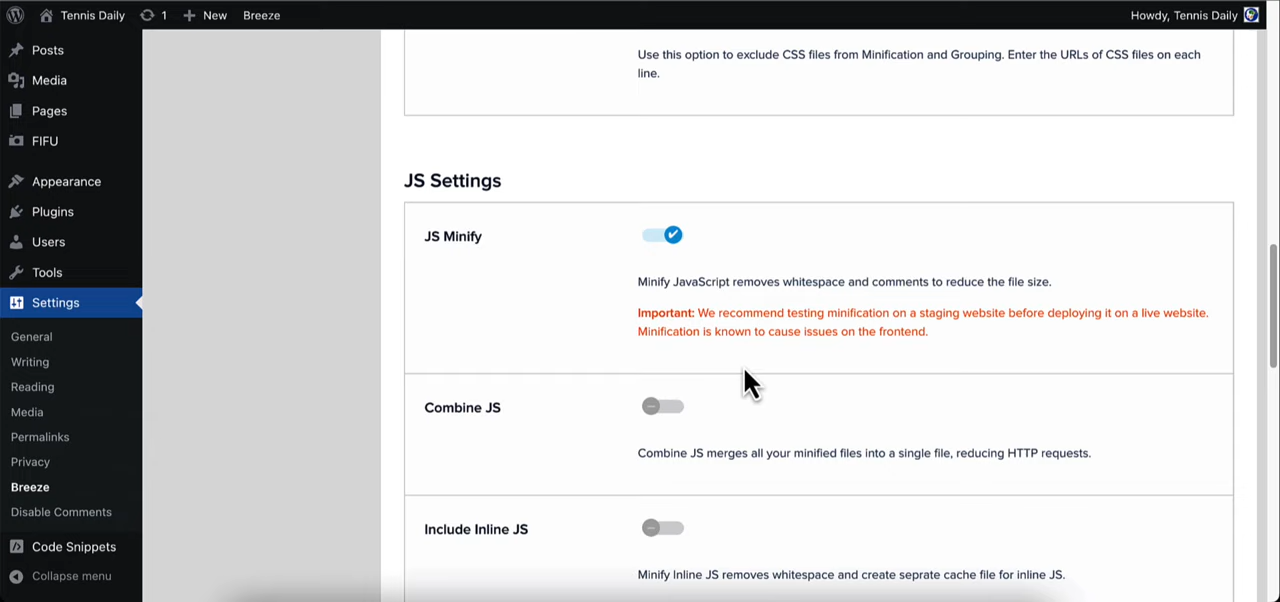 Tennis Daily 1 New Breeze Howdy, Tennis Daily
Posts
Media
Pages
FIFU
Appearance
Plugins
Users
Tools
Settings
General
Writing
Reading
Media
Permalinks
Privacy
Breeze
Disable Comments
Code Snippets
Collapse menu
Use this option to exclude CSS files from Minification and Grouping. Enter the URLs of CSS files on each
line.
JS Settings
JS Minify
Minify JavaScript removes whitespace and comments to reduce the file size.
Important: We recommend testing minification on a staging website before deploying it on a live website.
Minification is known to cause issues on the frontend.
Combine JS
Combine JS merges all your minified files into a single file, reducing HTTP requests.
Include Inline JS
Minify Inline JS removes whitespace and create seprate cache file for inline JS.